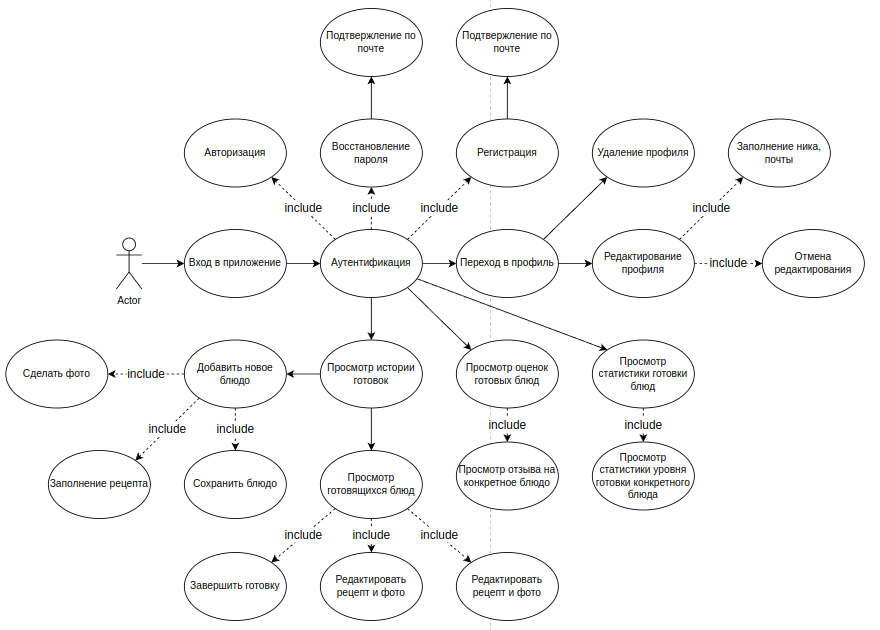 Подтвержление по
почте
Подтвержление по
почте
Авторизация
Восстановление
пароля
Регистрация
Удаление профиля
Заполнение ника,
почты
include
include
include
include
Actor
Вход в приложение
Аутентификация
Переход в профиль
Редактирование
профиля
include
Отмена
редактирования
Сделать фото
include
Добавить новое
блюдо
Просмотр истории
готовок
Просмотр оценок
готовых блюд
Просмотр
статистики готовки
блюд
include
include
include
include
Заполнение рецепта
Сохранить блюдо
Просмотр
готовящихся блюд
Просмотр отзыва на
конкретное блюдо
Просмотр
статистики уровня
готовки конкретного
блюда
include
include
include
Завершить готовку
Редактировать
рецепт и фото
Редактировать
рецепт и фото